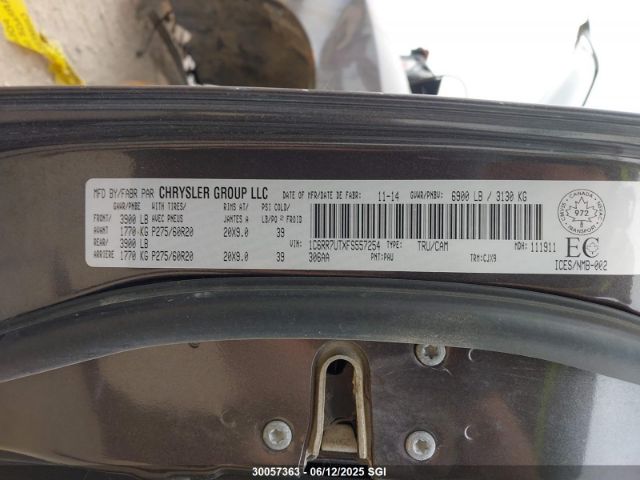 MFD BY/FABR PAR CHRYSLER GROUP LLC DATE OF MFR/DATE DE FABR: 11-14 GVWR/PNBV: 6900 LB / 3130 KG
GWAR/PNBE WITH TIRES/ RIMS AT/ PSI COLD/
FRONT/ 3900 LB AVEC PNEUS JANTES A LB/PO² FROID
AVANT 1770 KG P275/60R20 20X9.0 39
REAR/ 3900 LB VIN: 1C6RR7UTXFS557254 TYPE: TRU/CAM MDH: 111911
ARRIERE 1770 KG P275/60R20 20X9.0 39 306AA PNT: PAU TRM: CJX9
CANADA
972
EC
ICES/NMB-002
30057363 - 06/12/2025 SGI